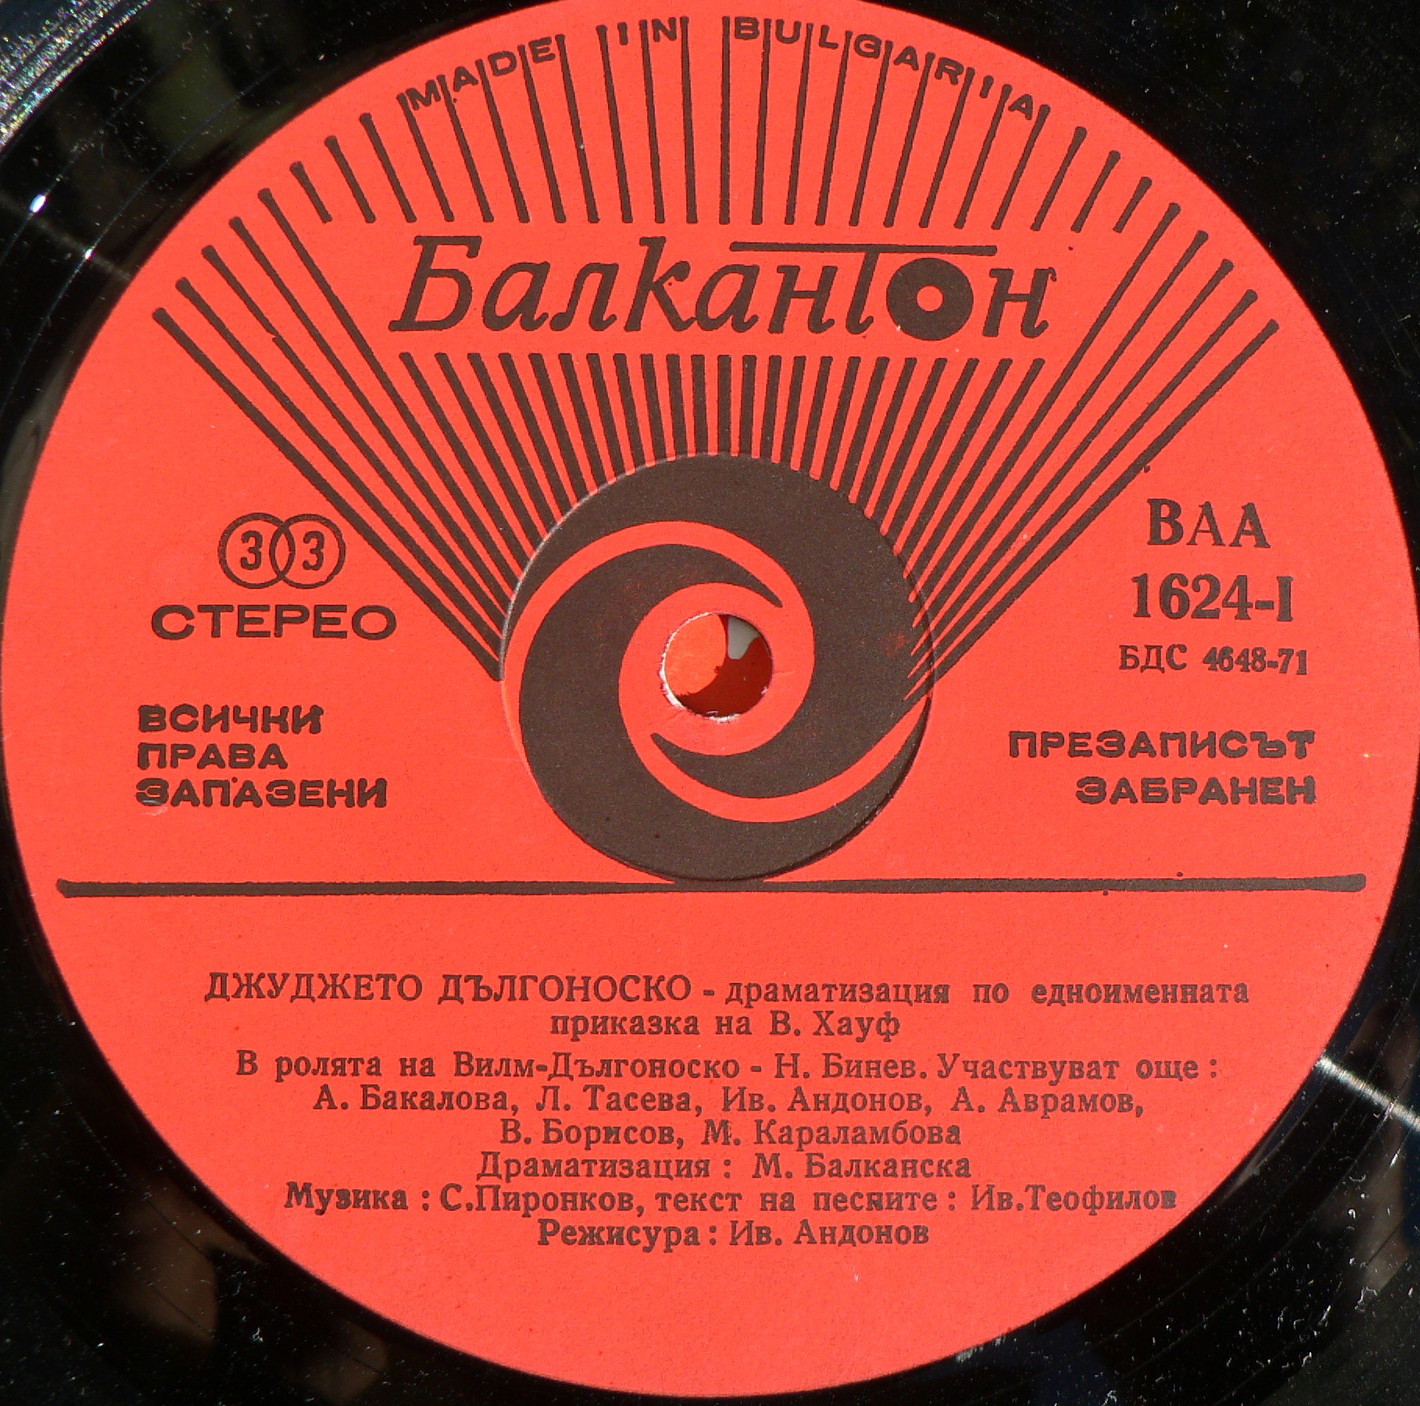 MADE IN BULGARIA
Балкантон
33
СТЕРЕО
ВСИЧКИ
ПРАВА
ЗАПАЗЕНИ
ВАА
1624-I
БДС 4648-71
ПРЕЗАПИСЪТ
ЗАБРАНЕН
ДЖУДЖЕТО ДЪЛГОНОСКО - драматизация по едноименната
приказка на В. Хауф
В ролята на Вилм-Дългоноско - Н. Бинев. Участвуват още :
А. Бакалова, Л. Тасева, Ив. Андонов, А. Аврамов,
В. Борисов, М. Караламбова
Драматизация : М. Балканска
Музика : С.Пиронков, текст на песните : Ив.Теофилов
Режисура : Ив. Андонов